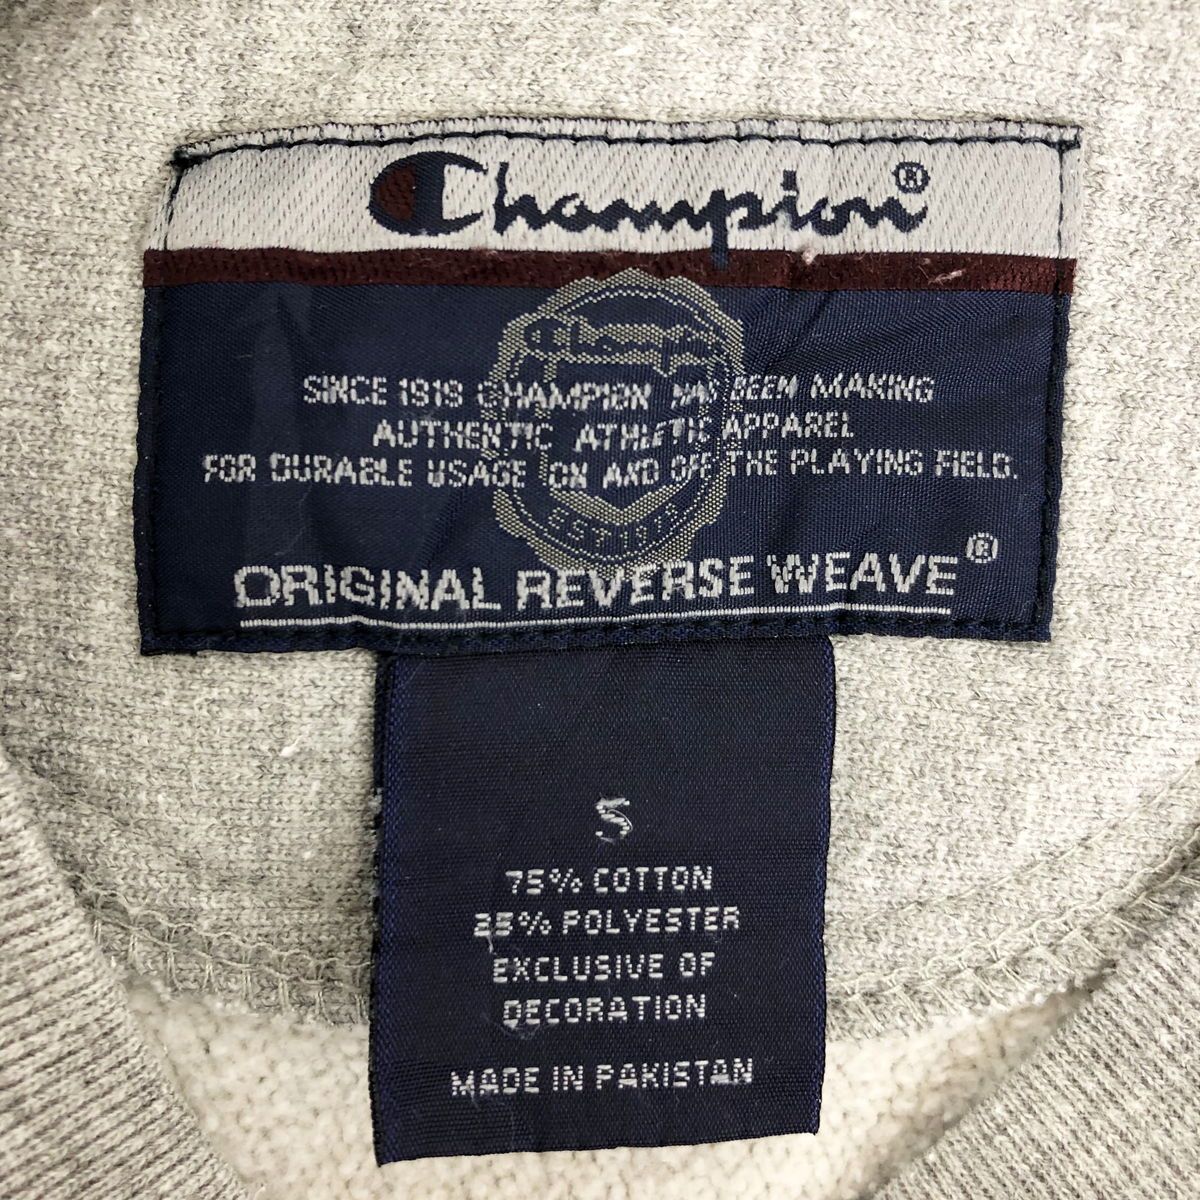 Champion®
Champion
SINCE 1919 CHAMPION HAS BEEN MAKING
AUTHENTIC ATHLETIC APPAREL
FOR DURABLE USAGE ON AND OFF THE PLAYING FIELD.
ORIGINAL REVERSE WEAVE®
S
75% COTTON
25% POLYESTER
EXCLUSIVE OF
DECORATION
MADE IN PAKISTAN